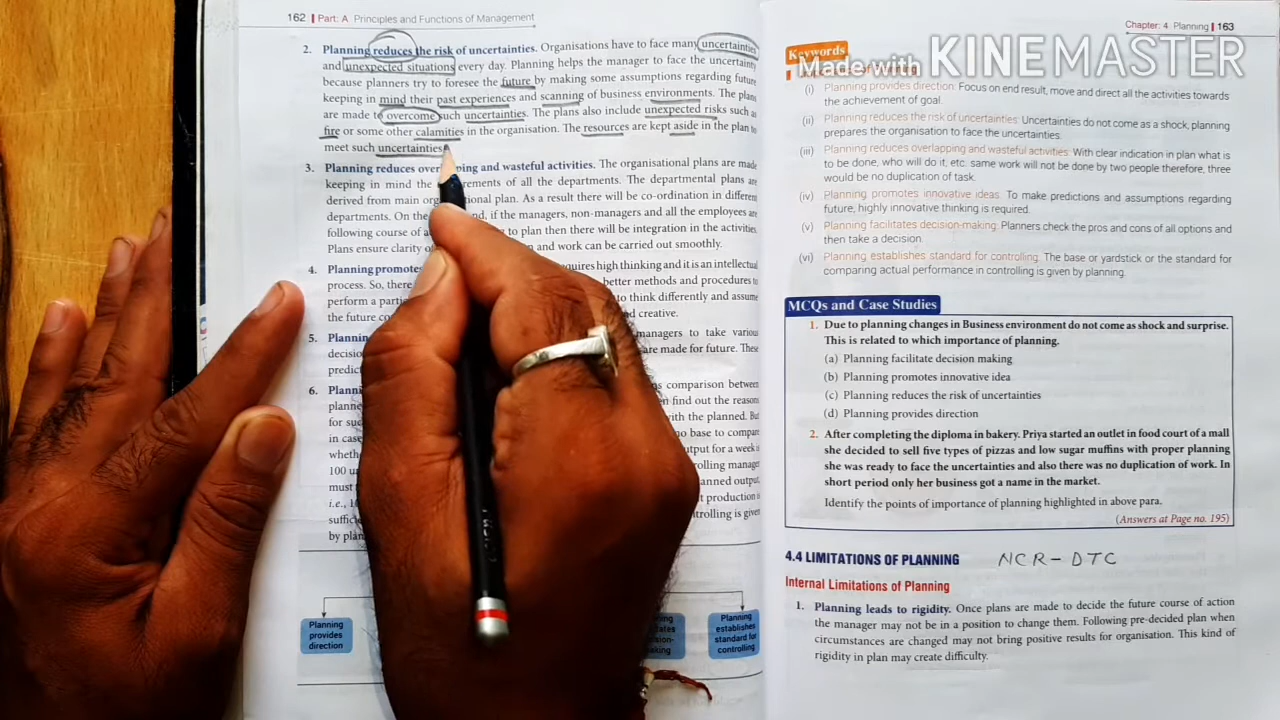 162 | Part: A Principles and Functions of Management
2. Planning reduces the risk of uncertainties. Organisations have to face many uncertainties
and unexpected situations every day. Planning helps the manager to face the uncertainty
because planners try to foresee the future by making some assumptions regarding future
keeping in mind their past experiences and scanning of business environments. The plans
are made to overcome such uncertainties. The plans also include unexpected risks such as
fire or some other calamities in the organisation. The resources are kept aside in the plan to
meet such uncertainties
3. Planning reduces and wasteful activities. The organisational plans are made
keeping in mind the of all the departments. The departmental plans are
derived from main plan. As a result there will be co-ordination in different
departments. On the if the managers, non-managers and all the employees are
following course of to plan then there will be integration in the activities.
Plans ensure clarity and work can be carried out smoothly.
4. Planning promotes requires high thinking and it is an intellectual
process. So, there better methods and procedures to
perform a to think differently and assume
the future creative.
5. managers to take various
are made for future. These
6. comparison between
find out the reasons
for with the planned. But
in case no base to compare
output for a week is
100
must planned output,
i.e., production is
controlling is given
by
Planning
provides
direction
Planning
establishes
standard for
controlling
Chapter: 4 Planning | 163
Made with KINEMASTER
Keywords
(i) Planning provides direction: Focus on end result, move and direct all the activities towards
the achievement of goal.
(ii) Planning reduces the risk of uncertainties: Uncertainties do not come as a shock, planning
prepares the organisation to face the uncertainties.
(iii) Planning reduces overlapping and wasteful activities: With clear indication in plan what is
to be done, who will do it, etc. same work will not be done by two people therefore, three
would be no duplication of task.
(iv) Planning promotes innovative ideas: To make predictions and assumptions regarding
future, highly innovative thinking is required.
(v) Planning facilitates decision-making: Planners check the pros and cons of all options and
then take a decision.
(vi) Planning establishes standard for controlling: The base or yardstick or the standard for
comparing actual performance in controlling is given by planning.
MCQs and Case Studies
1. Due to planning changes in Business environment do not come as shock and surprise.
This is related to which importance of planning.
(a) Planning facilitate decision making
(b) Planning promotes innovative idea
(c) Planning reduces the risk of uncertainties
(d) Planning provides direction
2. After completing the diploma in bakery. Priya started an outlet in food court of a mall
she decided to sell five types of pizzas and low sugar muffins with proper planning
she was ready to face the uncertainties and also there was no duplication of work. In
short period only her business got a name in the market.
Identify the points of importance of planning highlighted in above para.
(Answers at Page no. 195)
4.4 LIMITATIONS OF PLANNING NCR-DTC
Internal Limitations of Planning
1. Planning leads to rigidity. Once plans are made to decide the future course of action
the manager may not be in a position to change them. Following pre-decided plan when
circumstances are changed may not bring positive results for organisation. This kind of
rigidity in plan may create difficulty.